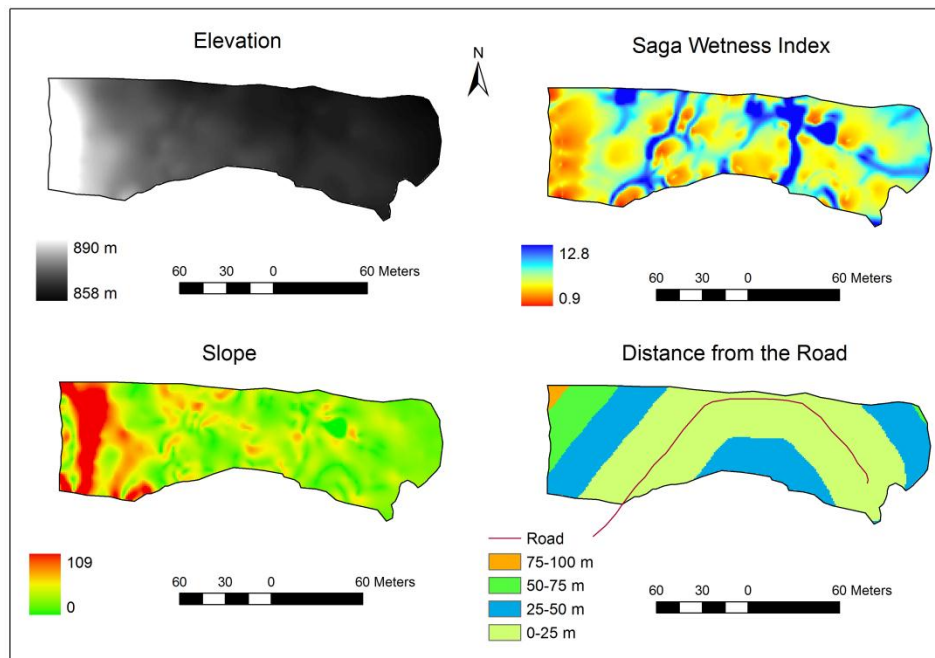 Elevation
N
Saga Wetness Index
890 m
858 m
60 30 0 60 Meters
12.8
0.9
60 30 0 60 Meters
Slope
Distance from the Road
109
0
60 30 0 60 Meters
Road
75-100 m
50-75 m
25-50 m
0-25 m
60 30 0 60 Meters